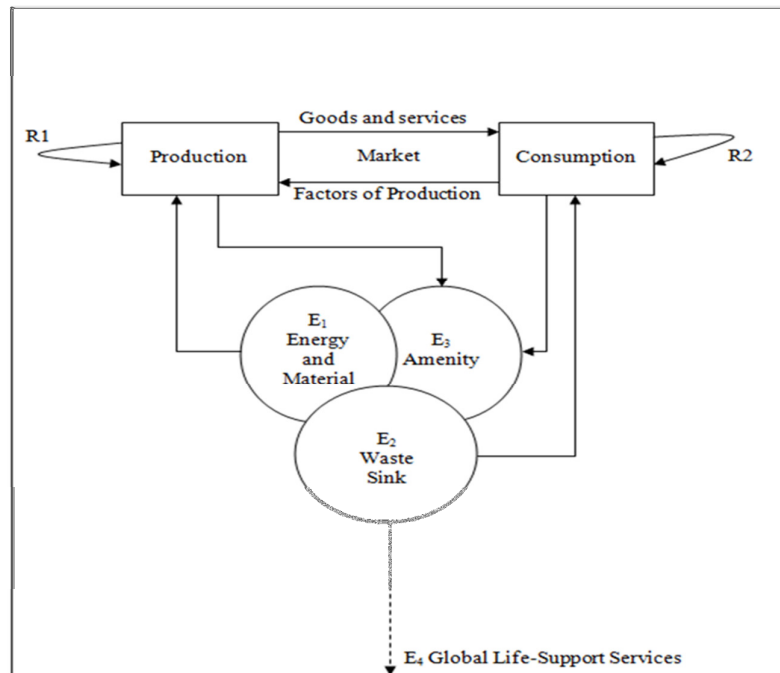 Goods and services
R1
Production
Market
Consumption
R2
Factors of Production
E₁
Energy
and
Material
E₃
Amenity
E₂
Waste
Sink
E₄ Global Life-Support Services